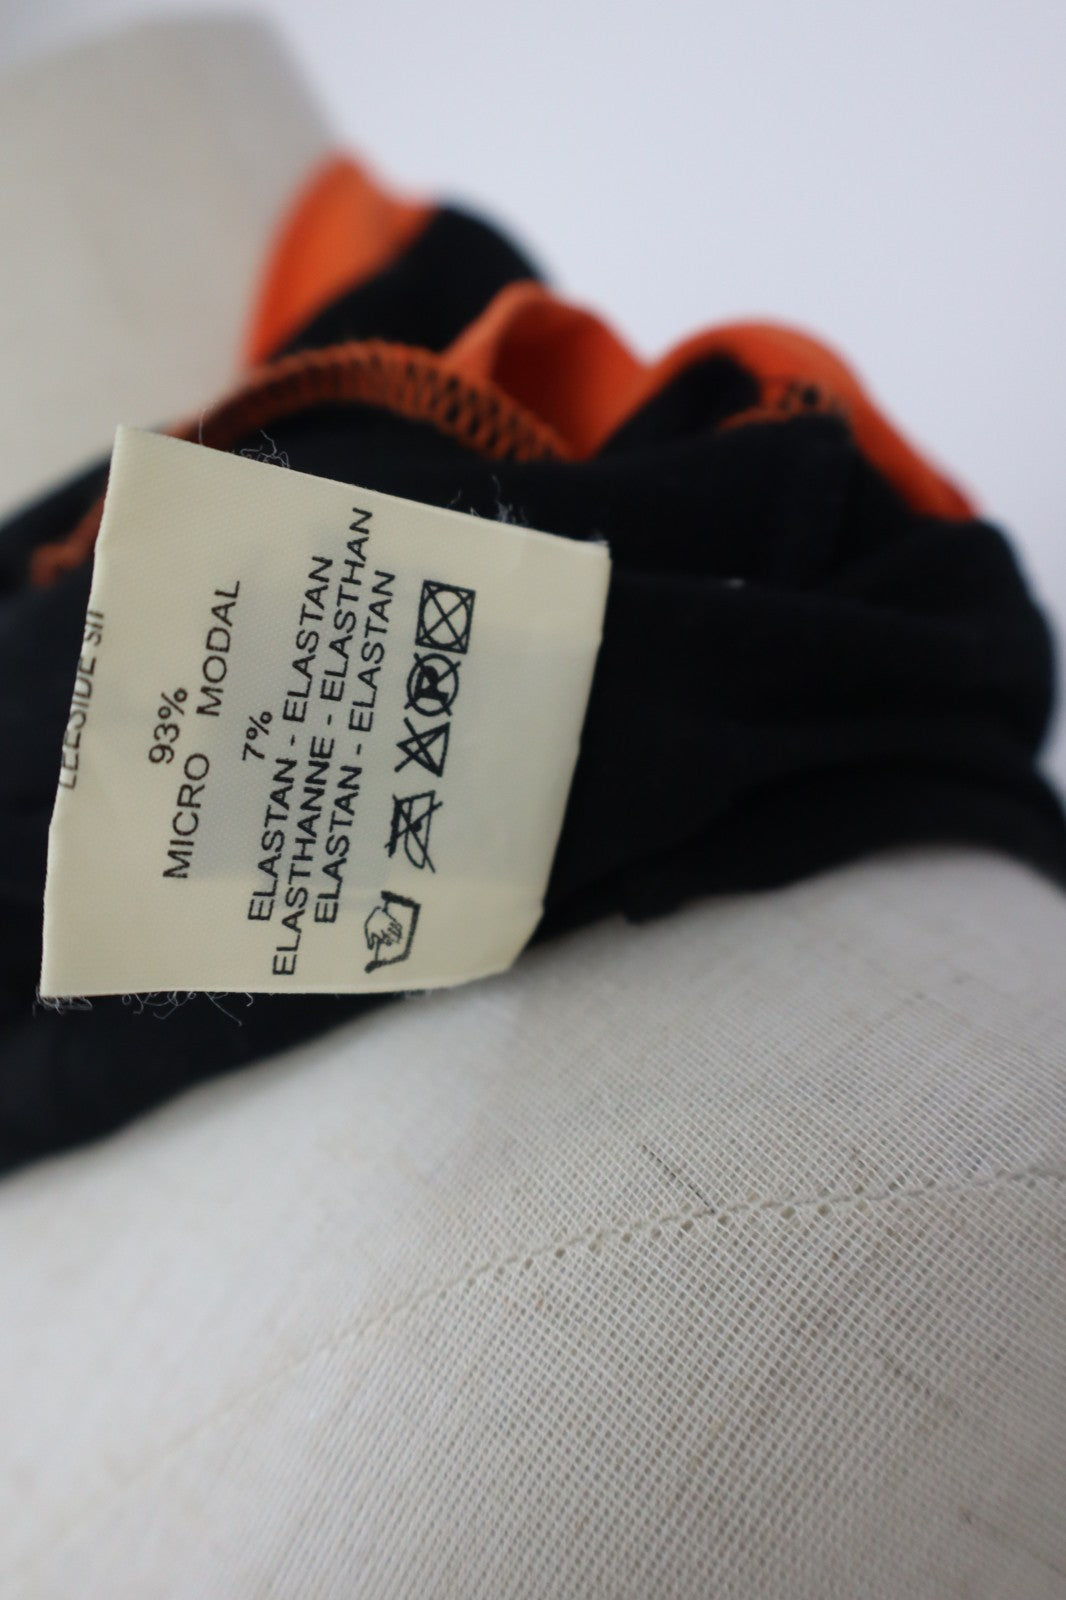 93%
MICRO MODAL
7%
ELASTAN - ELASTAN
ELASTHANNE - ELASTHAN
ELASTAN - ELASTAN
P